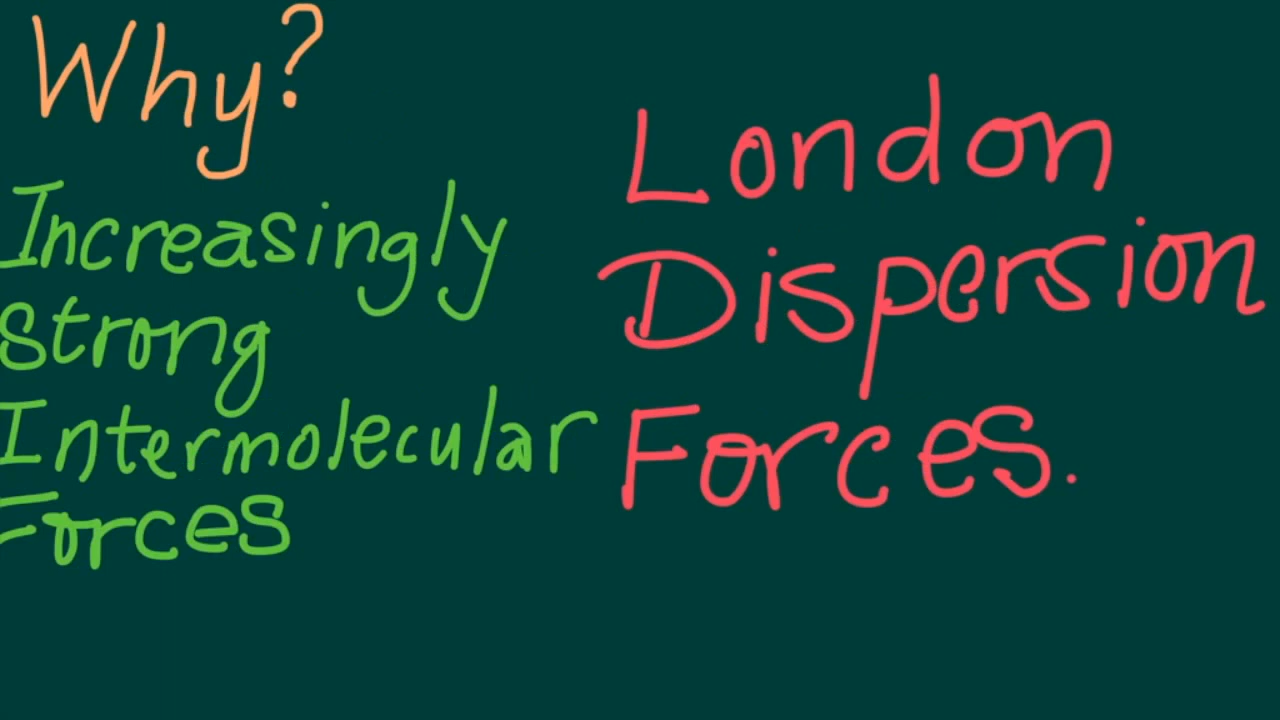 Why?
Increasingly
Strong
Intermolecular
Forces
London
Dispersion
Forces.